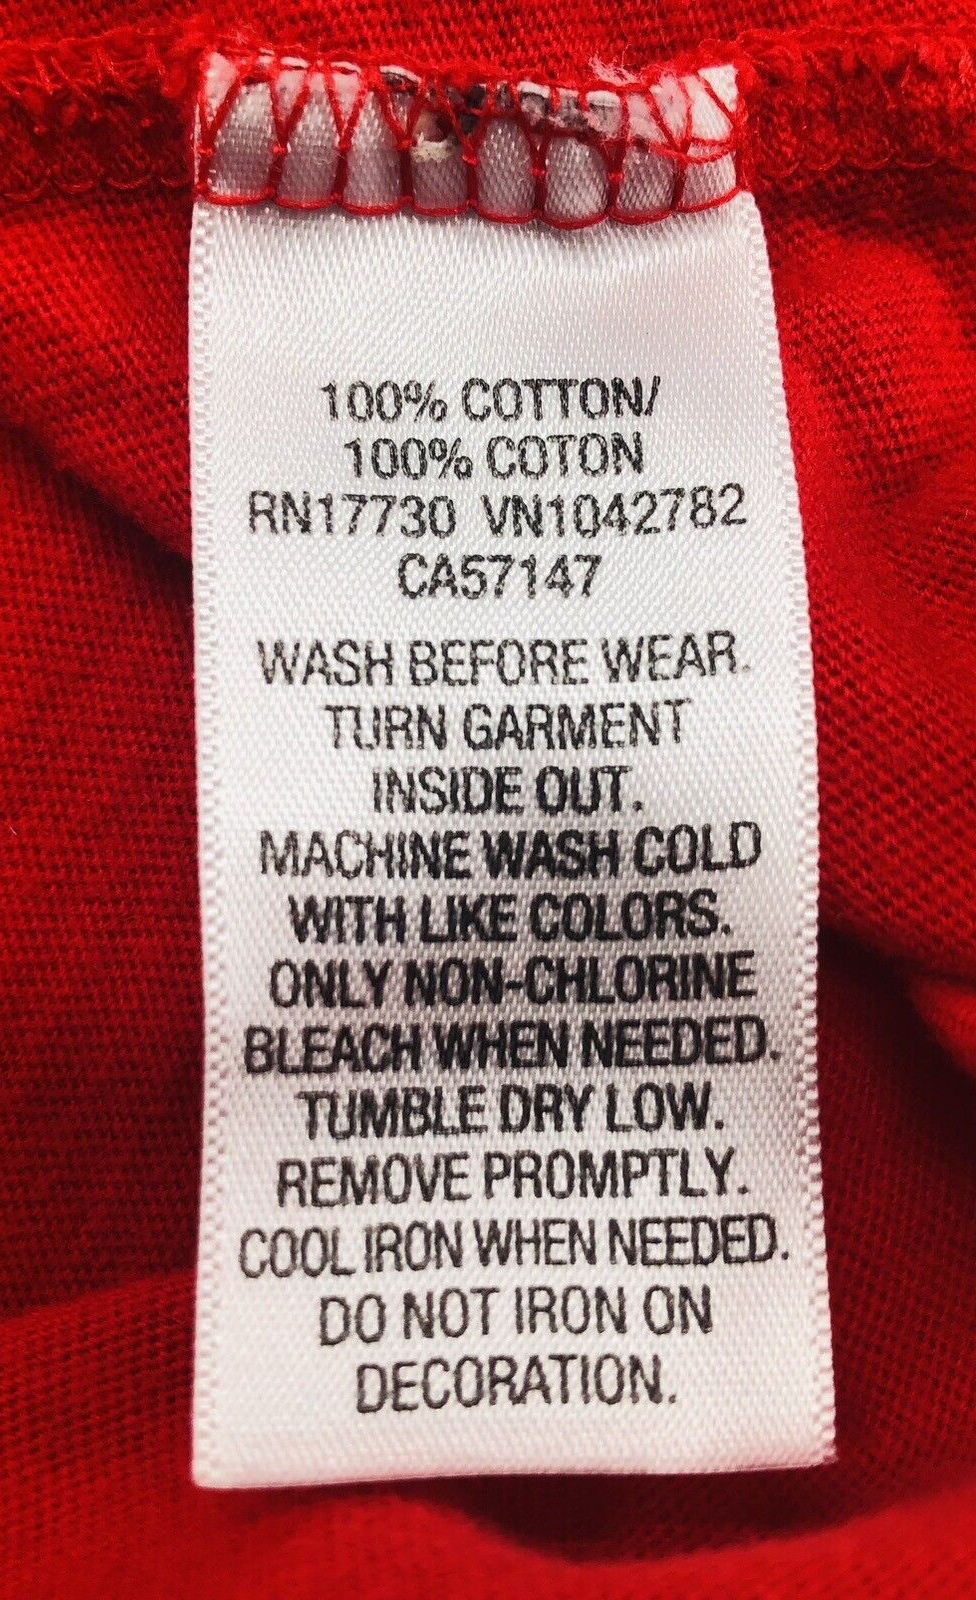 100% COTTON/
100% COTON
RN17730 VN1042782
CA57147
WASH BEFORE WEAR.
TURN GARMENT
INSIDE OUT.
MACHINE WASH COLD
WITH LIKE COLORS.
ONLY NON-CHLORINE
BLEACH WHEN NEEDED.
TUMBLE DRY LOW.
REMOVE PROMPTLY.
COOL IRON WHEN NEEDED.
DO NOT IRON ON
DECORATION.